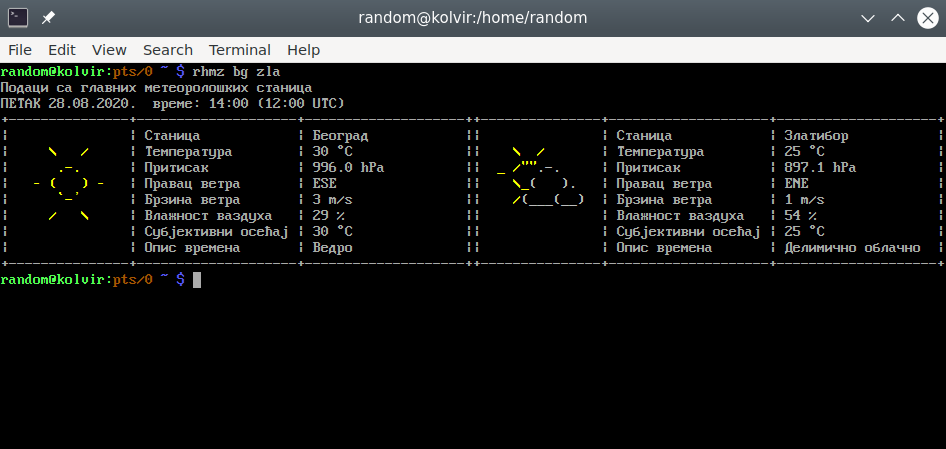 random@kolvir:/home/random
File Edit View Search Terminal Help
random@kolvir:pts/0 ~ $ rhmz bg zla
Подаци са главних метеоролошких станица
ПЕТАК 28.08.2020. време: 14:00 (12:00 UTC)
Станица | Београд || Станица | Златибор
Температура | 30 °C || Температура | 25 °C
Притисак | 996.0 hPa || Притисак | 897.1 hPa
Правац ветра | ESE || Правац ветра | ENE
Брзина ветра | 3 m/s || Брзина ветра | 1 m/s
Влажност ваздуха | 29 % || Влажност ваздуха | 54 %
Субјективни осећај | 30 °C || Субјективни осећај | 25 °C
Опис времена | Ведро || Опис времена | Делимично облачно
random@kolvir:pts/0 ~ $